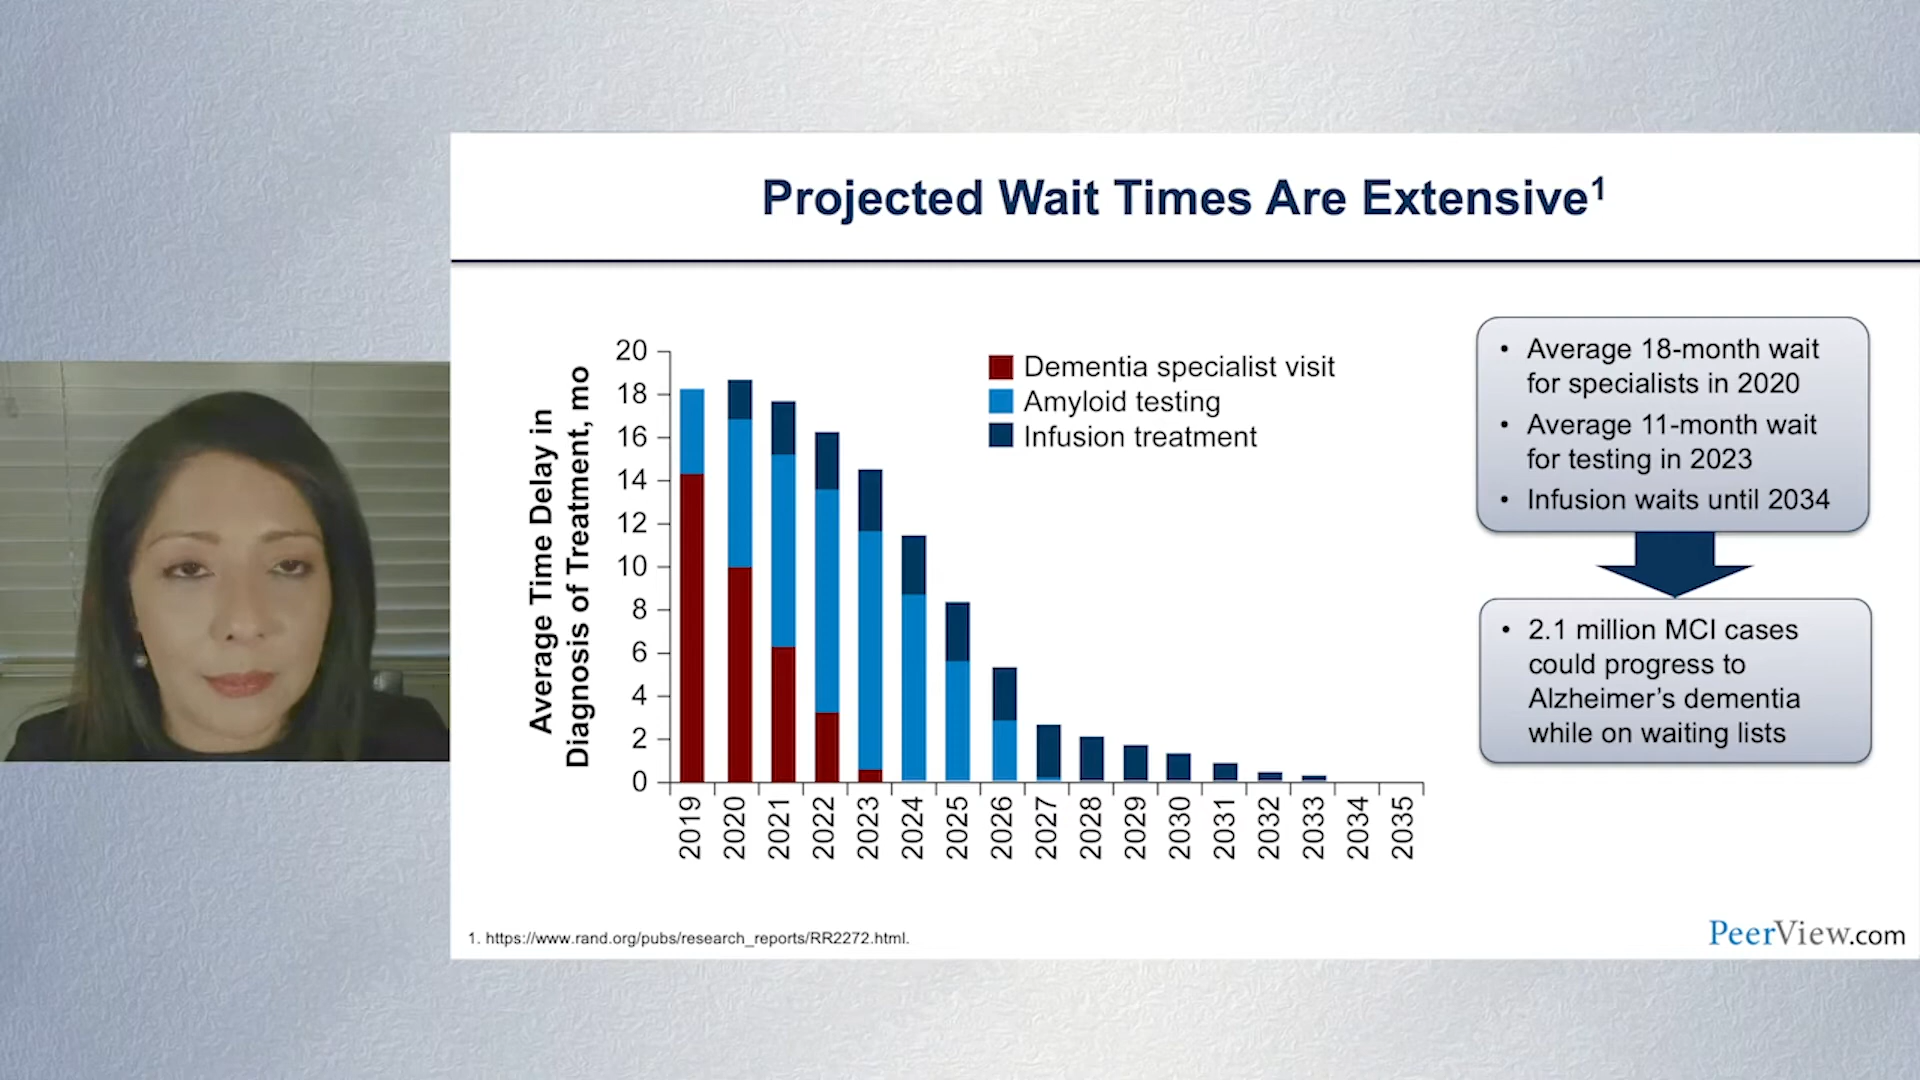 Projected Wait Times Are Extensive¹
Average Time Delay in
Diagnosis of Treatment, mo
20
18
16
14
12
10
8
6
4
2
0
Dementia specialist visit
Amyloid testing
Infusion treatment
2019
2020
2021
2022
2023
2024
2025
2026
2027
2028
2029
2030
2031
2032
2033
2034
2035
• Average 18-month wait
for specialists in 2020
• Average 11-month wait
for testing in 2023
• Infusion waits until 2034
• 2.1 million MCI cases
could progress to
Alzheimer’s dementia
while on waiting lists
1. https://www.rand.org/pubs/research_reports/RR2272.html.
PeerView.com